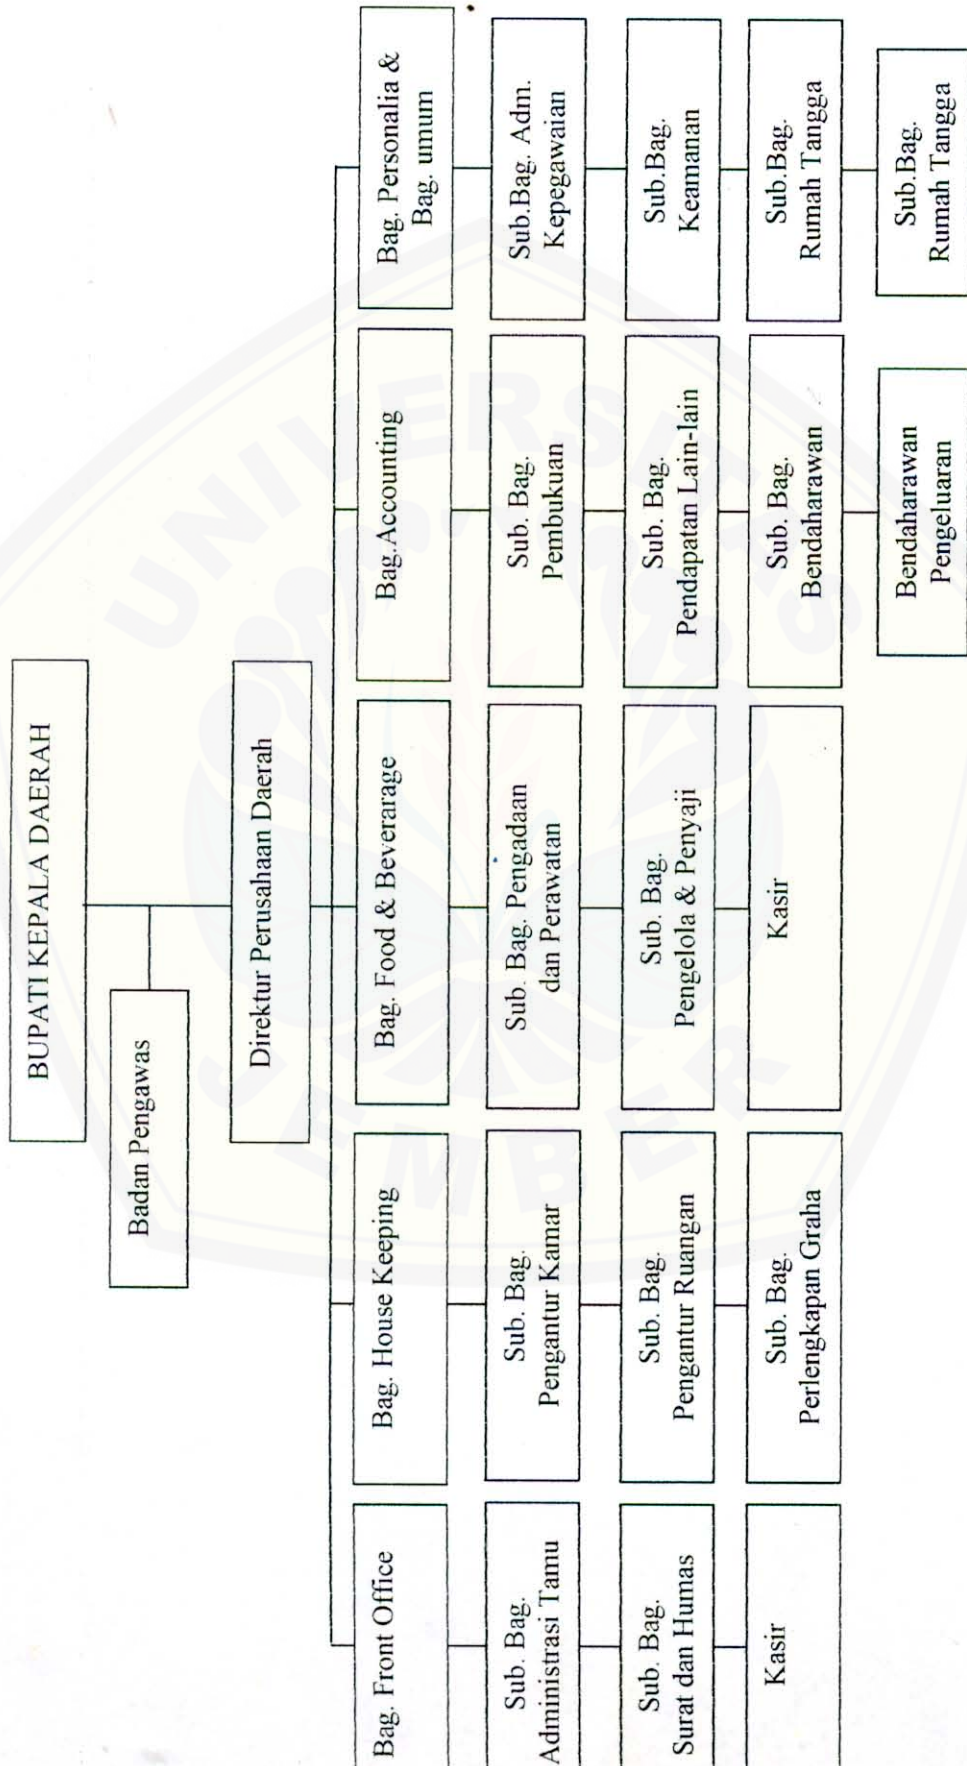 BUPATI KEPALA DAERAH
Badan Pengawas
Direktur Perusahaan Daerah
Bag. Front Office
Bag. House Keeping
Bag. Food & Beverarage
Bag.Accounting
Bag. Personalia &
Bag. umum
Sub. Bag.
Administrasi Tamu
Sub. Bag.
Pengantur Kamar
Sub. Bag. Pengadaan
dan Perawatan
Sub. Bag.
Pembukuan
Sub.Bag. Adm.
Kepegawaian
Sub. Bag.
Surat dan Humas
Sub. Bag.
Pengantur Ruangan
Sub. Bag.
Pengelola & Penyaji
Sub. Bag.
Pendapatan Lain-lain
Sub.Bag.
Keamanan
Kasir
Sub. Bag.
Perlengkapan Graha
Kasir
Sub. Bag.
Bendaharawan
Sub.Bag.
Rumah Tangga
Bendaharawan
Pengeluaran
Sub.Bag.
Rumah Tangga
UNIVERSITAS
JEMBER